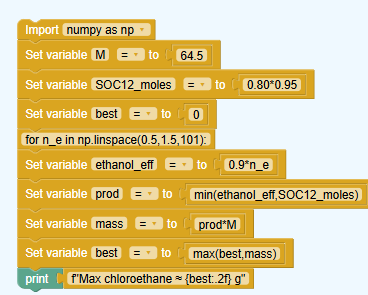 Import numpy as np
Set variable M = to 64.5
Set variable SOC12_moles = to 0.80*0.95
Set variable best = to 0
for n_e in np.linspace(0.5,1.5,101):
Set variable ethanol_eff = to 0.9*n_e
Set variable prod = to min(ethanol_eff,SOC12_moles)
Set variable mass = to prod*M
Set variable best = to max(best,mass)
print f"Max chloroethane ≈ {best:.2f} g"